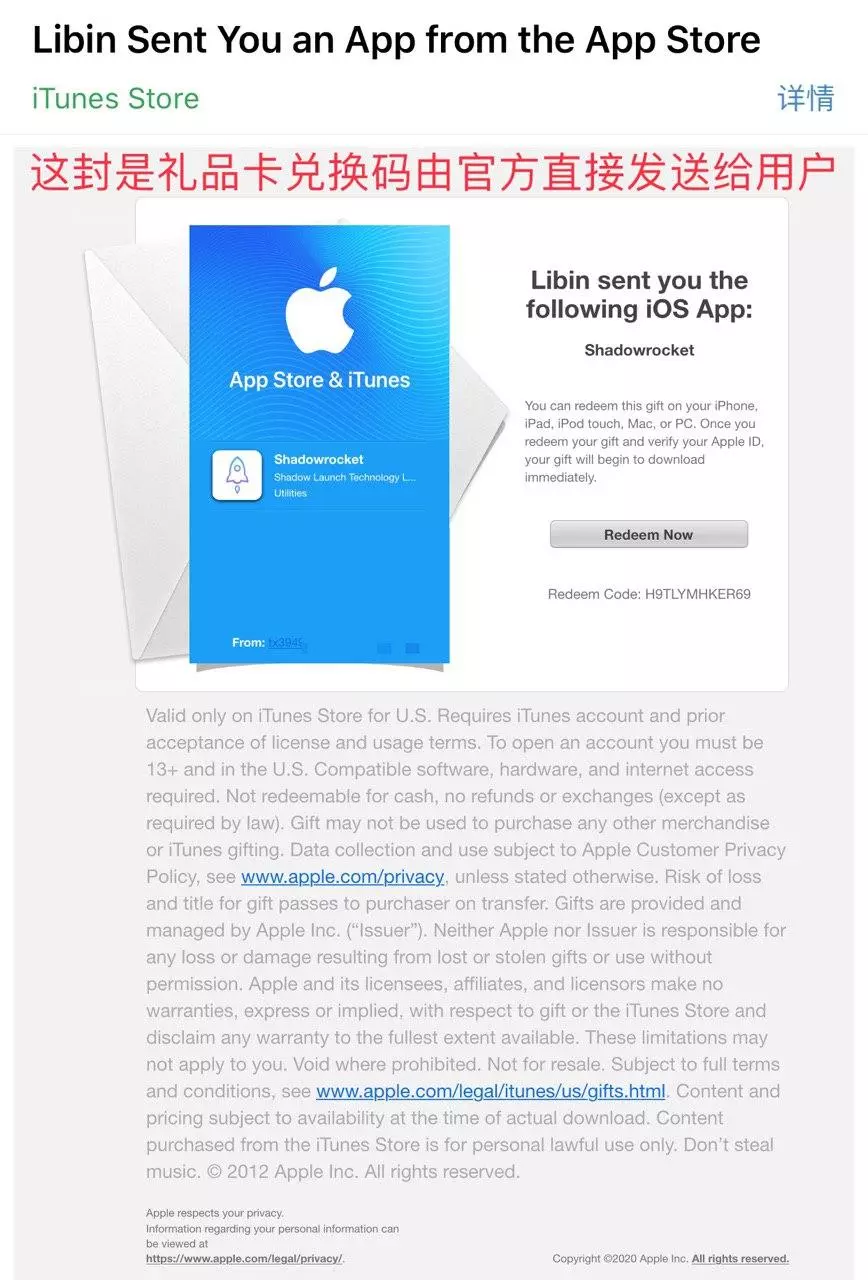 Libin Sent You an App from the App Store
iTunes Store
详情
这封是礼品卡兑换码由官方直接发送给用户
App Store & iTunes
Shadowrocket
Shadow Launch Technology L...
Utilities
From: tx3949
Libin sent you the
following iOS App:
Shadowrocket
You can redeem this gift on your iPhone,
iPad, iPod touch, Mac, or PC. Once you
redeem your gift and verify your Apple ID,
your gift will begin to download
immediately.
Redeem Now
Redeem Code: H9TLYMHKER69
Valid only on iTunes Store for U.S. Requires iTunes account and prior
acceptance of license and usage terms. To open an account you must be
13+ and in the U.S. Compatible software, hardware, and internet access
required. Not redeemable for cash, no refunds or exchanges (except as
required by law). Gift may not be used to purchase any other merchandise
or iTunes gifting. Data collection and use subject to Apple Customer Privacy
Policy, see www.apple.com/privacy, unless stated otherwise. Risk of loss
and title for gift passes to purchaser on transfer. Gifts are provided and
managed by Apple Inc. (“Issuer”). Neither Apple nor Issuer is responsible for
any loss or damage resulting from lost or stolen gifts or use without
permission. Apple and its licensees, affiliates, and licensors make no
warranties, express or implied, with respect to gift or the iTunes Store and
disclaim any warranty to the fullest extent available. These limitations may
not apply to you. Void where prohibited. Not for resale. Subject to full terms
and conditions, see www.apple.com/legal/itunes/us/gifts.html. Content and
pricing subject to availability at the time of actual download. Content
purchased from the iTunes Store is for personal lawful use only. Don’t steal
music. © 2012 Apple Inc. All rights reserved.
Apple respects your privacy.
Information regarding your personal information can
be viewed at
https://www.apple.com/legal/privacy/.
Copyright ©2020 Apple Inc. All rights reserved.